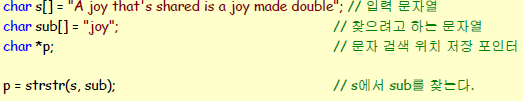 char s[] = "A joy that's shared is a joy made double"; // 입력 문자열
char sub[] = "joy"; // 찾으려고 하는 문자열
char *p; // 문자 검색 위치 저장 포인터
p = strstr(s, sub); // s에서 sub를 찾는다.